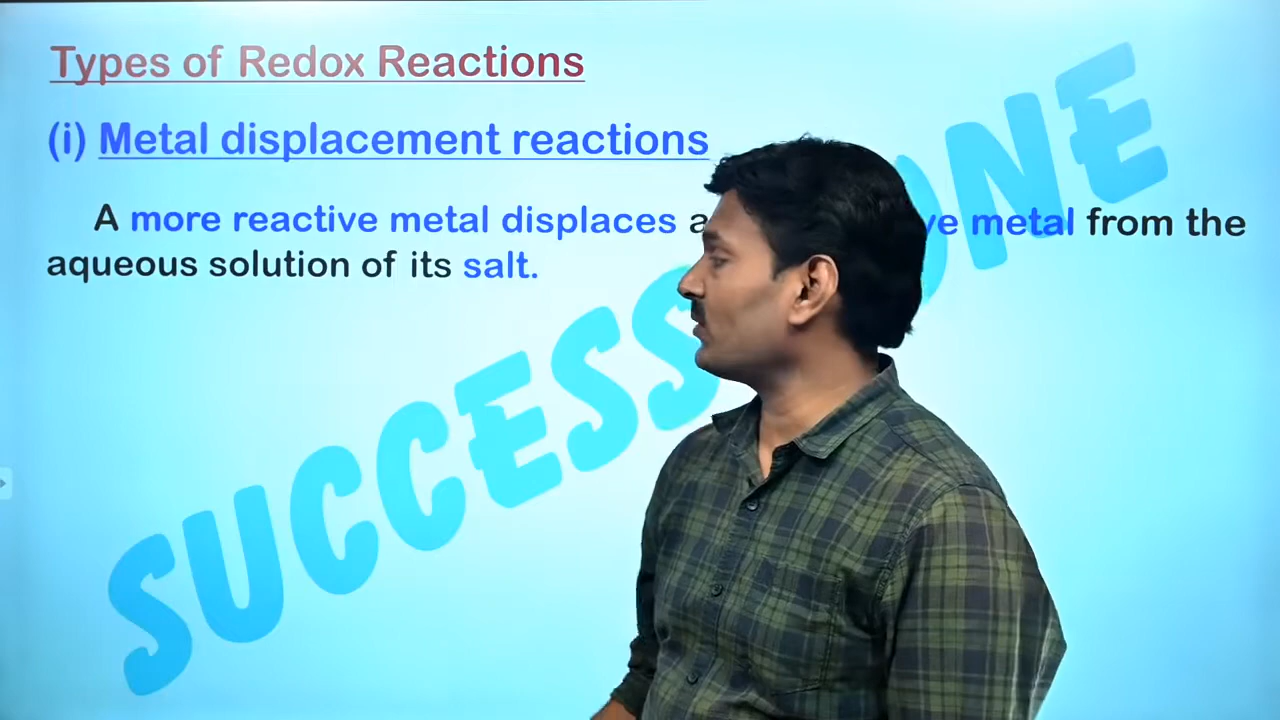 Types of Redox Reactions
(i) Metal displacement reactions
A more reactive metal displaces a metal from the
aqueous solution of its salt.
SUCCESS